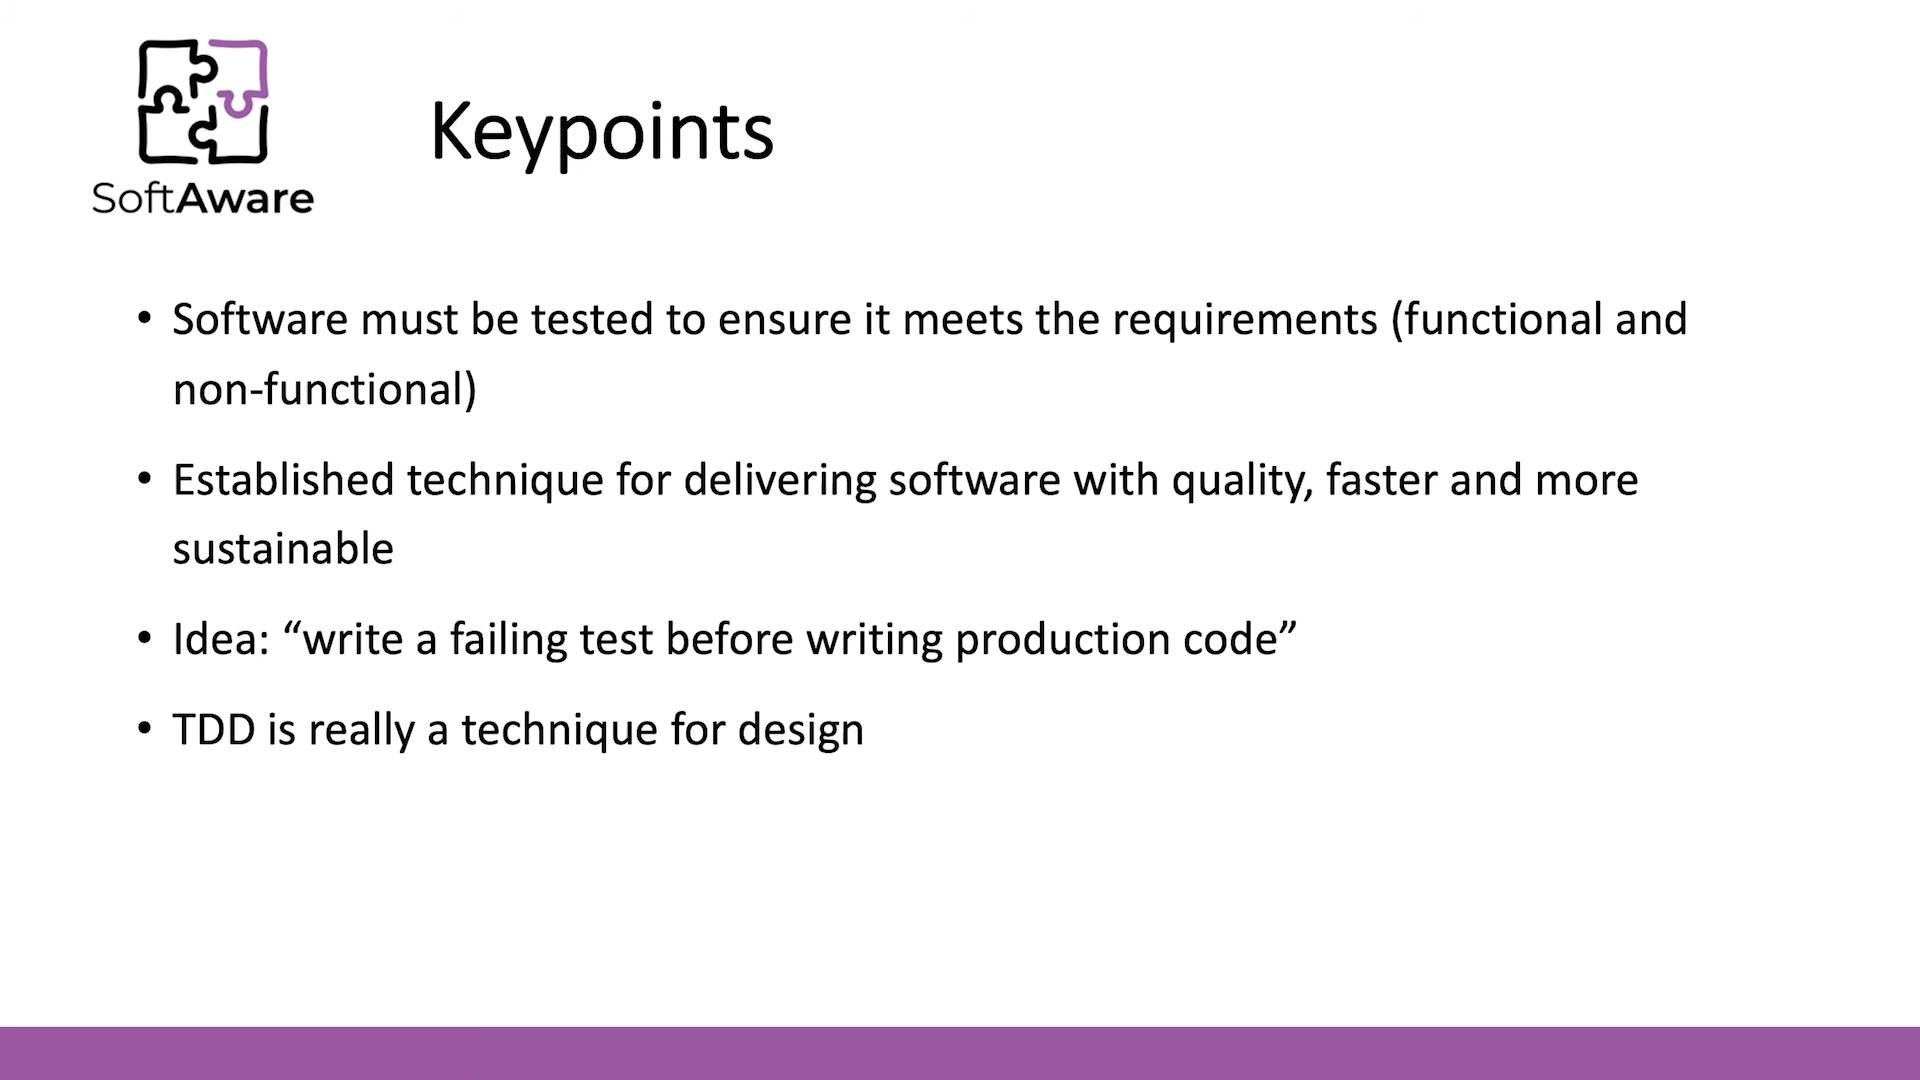 SoftAware
Keypoints
• Software must be tested to ensure it meets the requirements (functional and
non-functional)
• Established technique for delivering software with quality, faster and more
sustainable
• Idea: “write a failing test before writing production code”
• TDD is really a technique for design